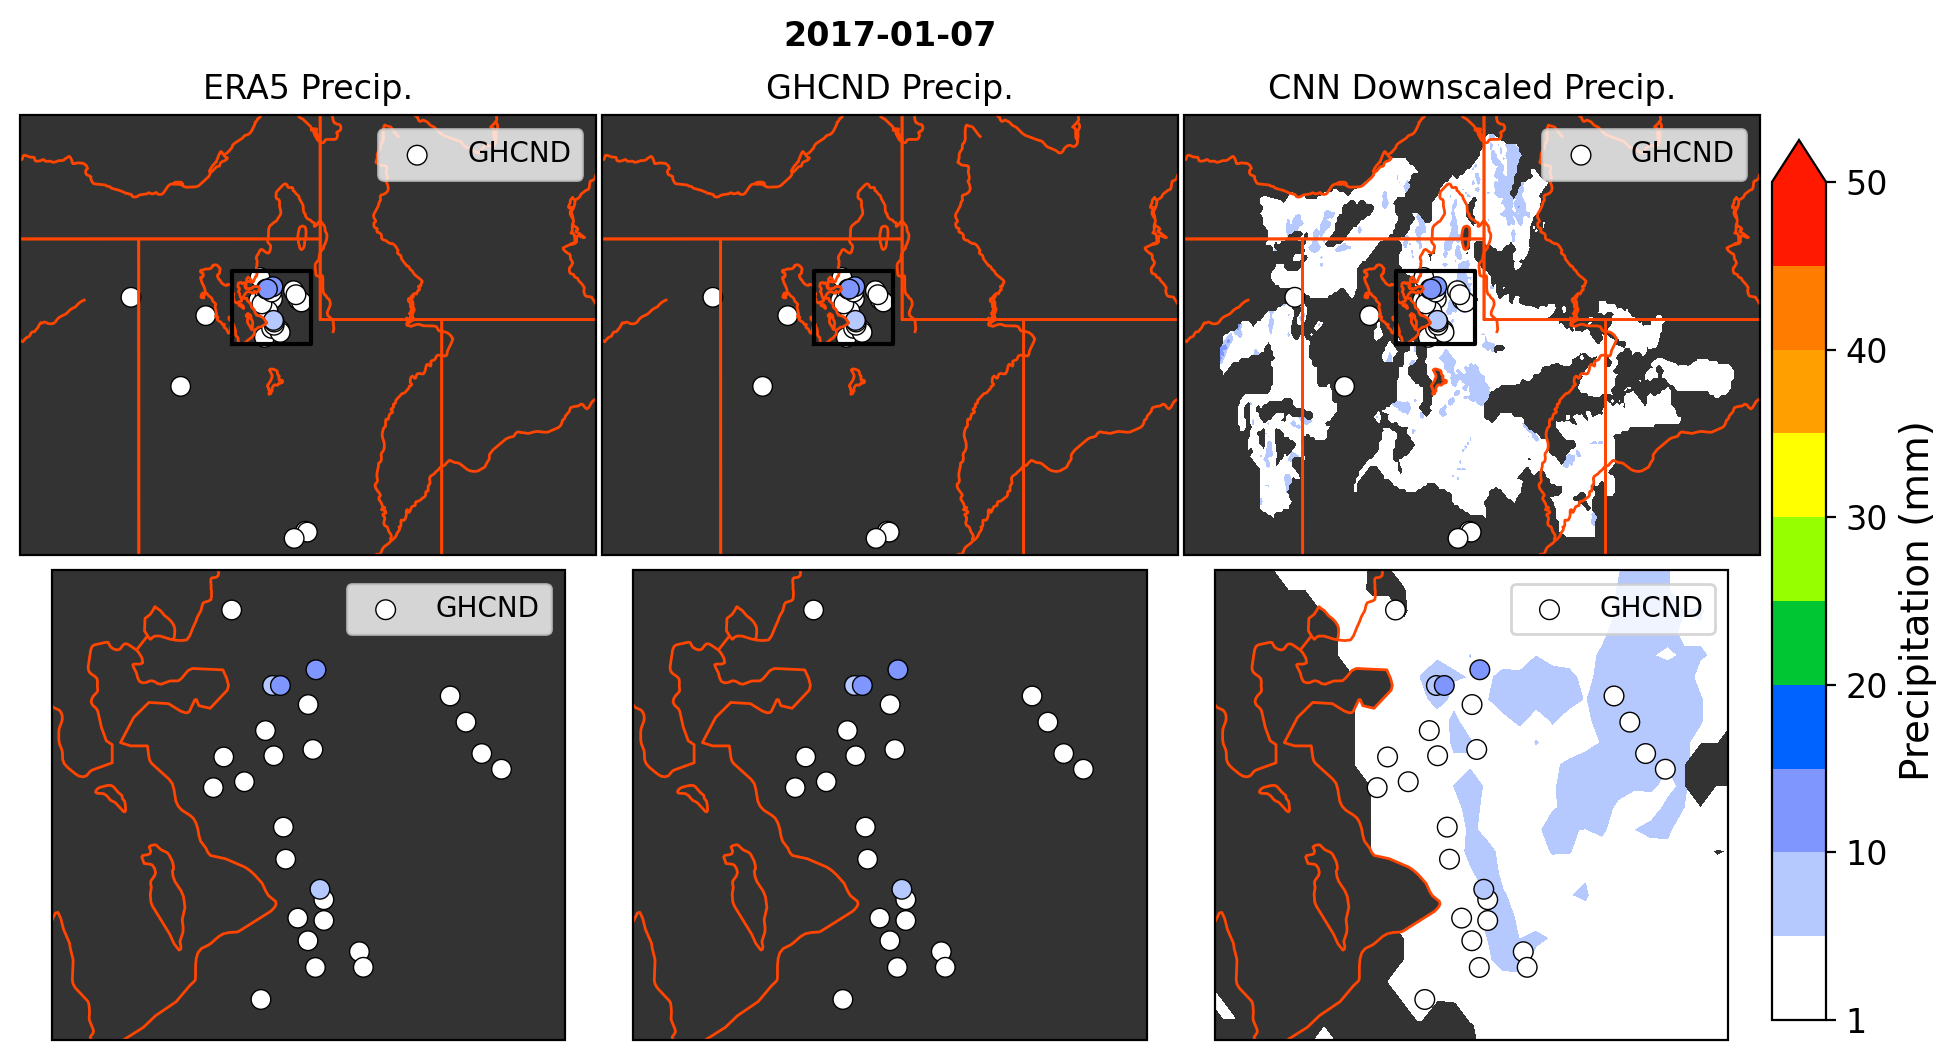 2017-01-07
ERA5 Precip.
GHCND Precip.
CNN Downscaled Precip.
GHCND
GHCND
GHCND
GHCND
50
40
30
20
10
1
Precipitation (mm)